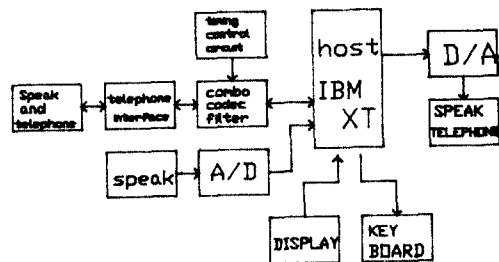 timing
control
circuit
host
IBM
XT
D/A
Speak
and
telephone
telephone
interface
combo
codec
filter
SPEAK
TELEPHONE
speak
A/D
DISPLAY
KEY
BOARD